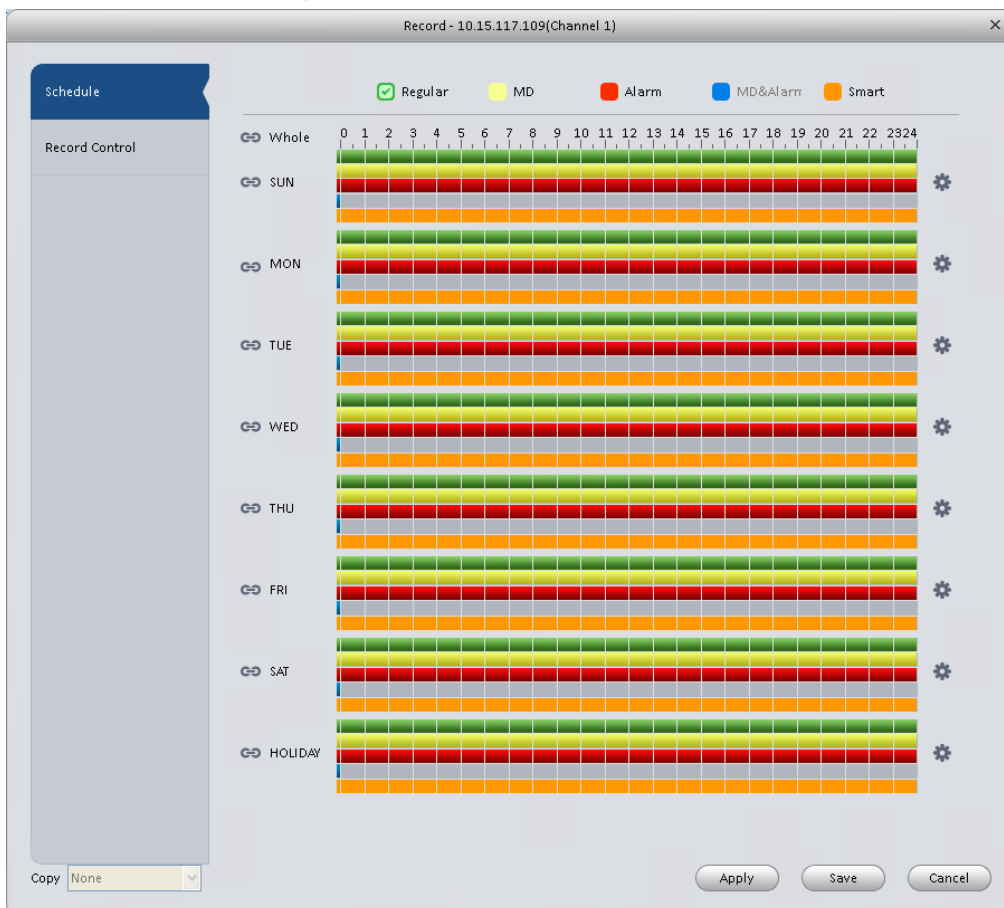 Record - 10.15.117.109(Channel 1)
Schedule
Record Control
Regular MD Alarm MD&Alarm Smart
Whole 0 1 2 3 4 5 6 7 8 9 10 11 12 13 14 15 16 17 18 19 20 21 22 2324
SUN
MON
TUE
WED
THU
FRI
SAT
HOLIDAY
Copy None
Apply Save Cancel